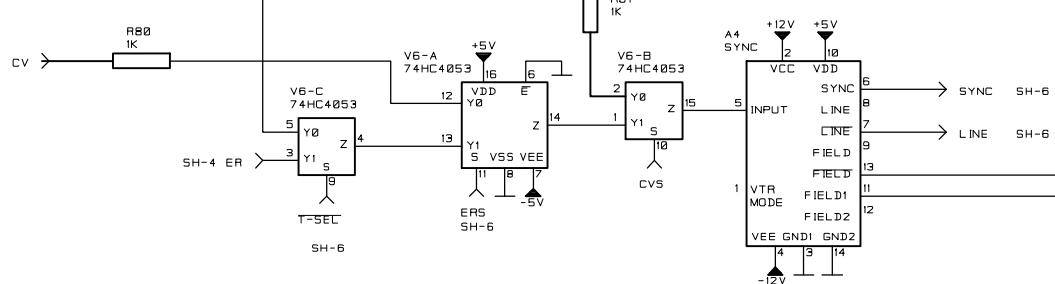 R81
1K
R80
1K
CV
V6-A
74HC4053
+5V
16
6
VDD
E
12
Y0
Z
14
13
Y1
S
VSS
VEE
11
8
7
-5V
ERS
SH-6
V6-C
74HC4053
5
Y0
4
Z
3
Y1
S
9
SH-4 ER
T-SEL
SH-6
V6-B
74HC4053
2
Y0
15
Z
1
Y1
S
10
CVS
A4
SYNC
+12V
+5V
2
10
VCC
VDD
5
INPUT
SYNC
6
SYNC SH-6
LINE
8
LINE
7
LINE SH-6
FIELD
9
FIELD
13
1
VTR
MODE
FIELD1
11
FIELD2
12
VEE GND1 GND2
4
3
14
-12V